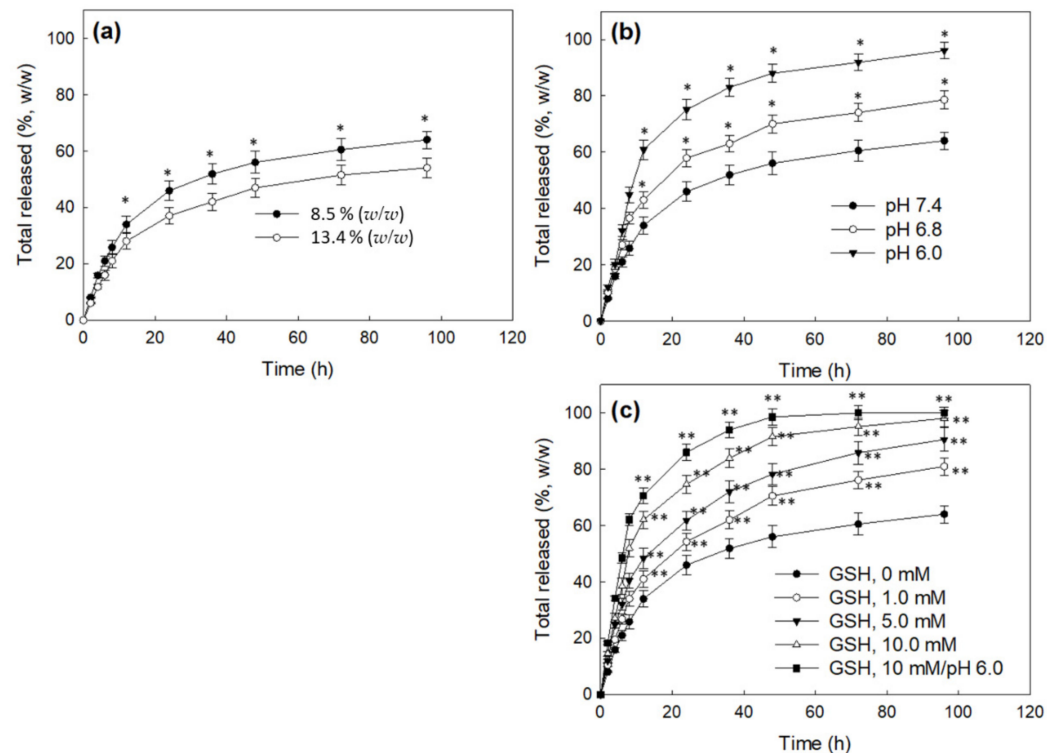 (a)
Total released (%, w/w)
100
80
60
40
20
0
* * * * * *
8.5 % (w/w)
13.4 % (w/w)
0 20 40 60 80 100 120
Time (h)
(b)
Total released (%, w/w)
100
80
60
40
20
0
* * * * * *
* * * * * *
pH 7.4
pH 6.8
pH 6.0
0 20 40 60 80 100 120
Time (h)
(c)
Total released (%, w/w)
100
80
60
40
20
0
** ** ** ** ** **
** ** ** ** ** **
** ** ** ** ** **
** ** ** ** ** **
GSH, 0 mM
GSH, 1.0 mM
GSH, 5.0 mM
GSH, 10.0 mM
GSH, 10 mM/pH 6.0
0 20 40 60 80 100 120
Time (h)